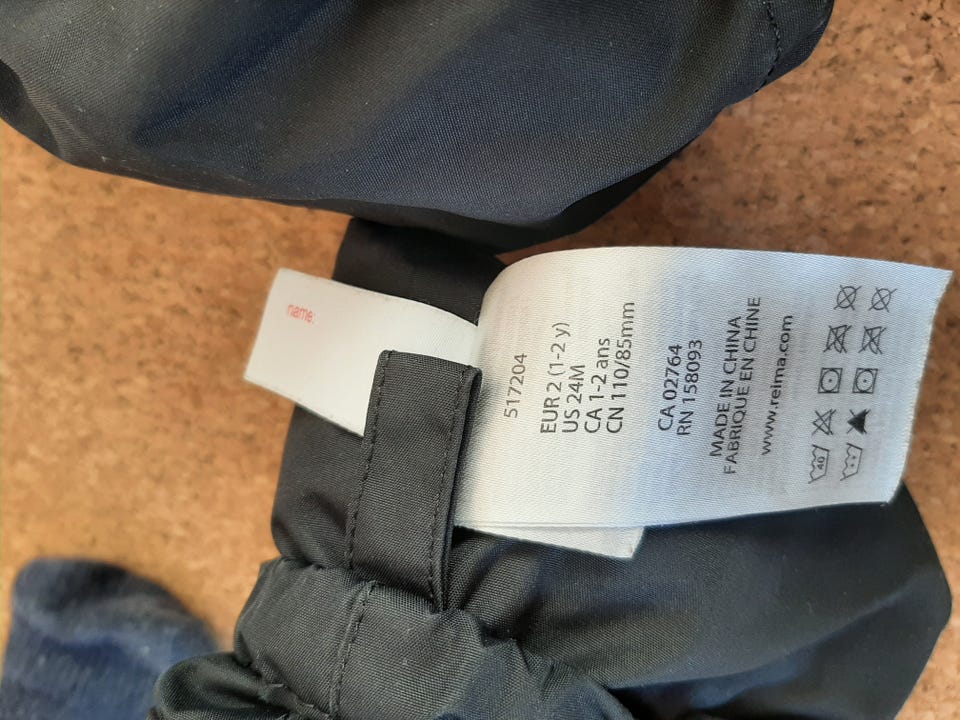 name:
517204
EUR 2 (1-2 y)
US 24M
CA 1-2 ans
CN 110/85mm
CA 02764
RN 158093
MADE IN CHINA
FABRIQUE EN CHINE
www.reima.com
40